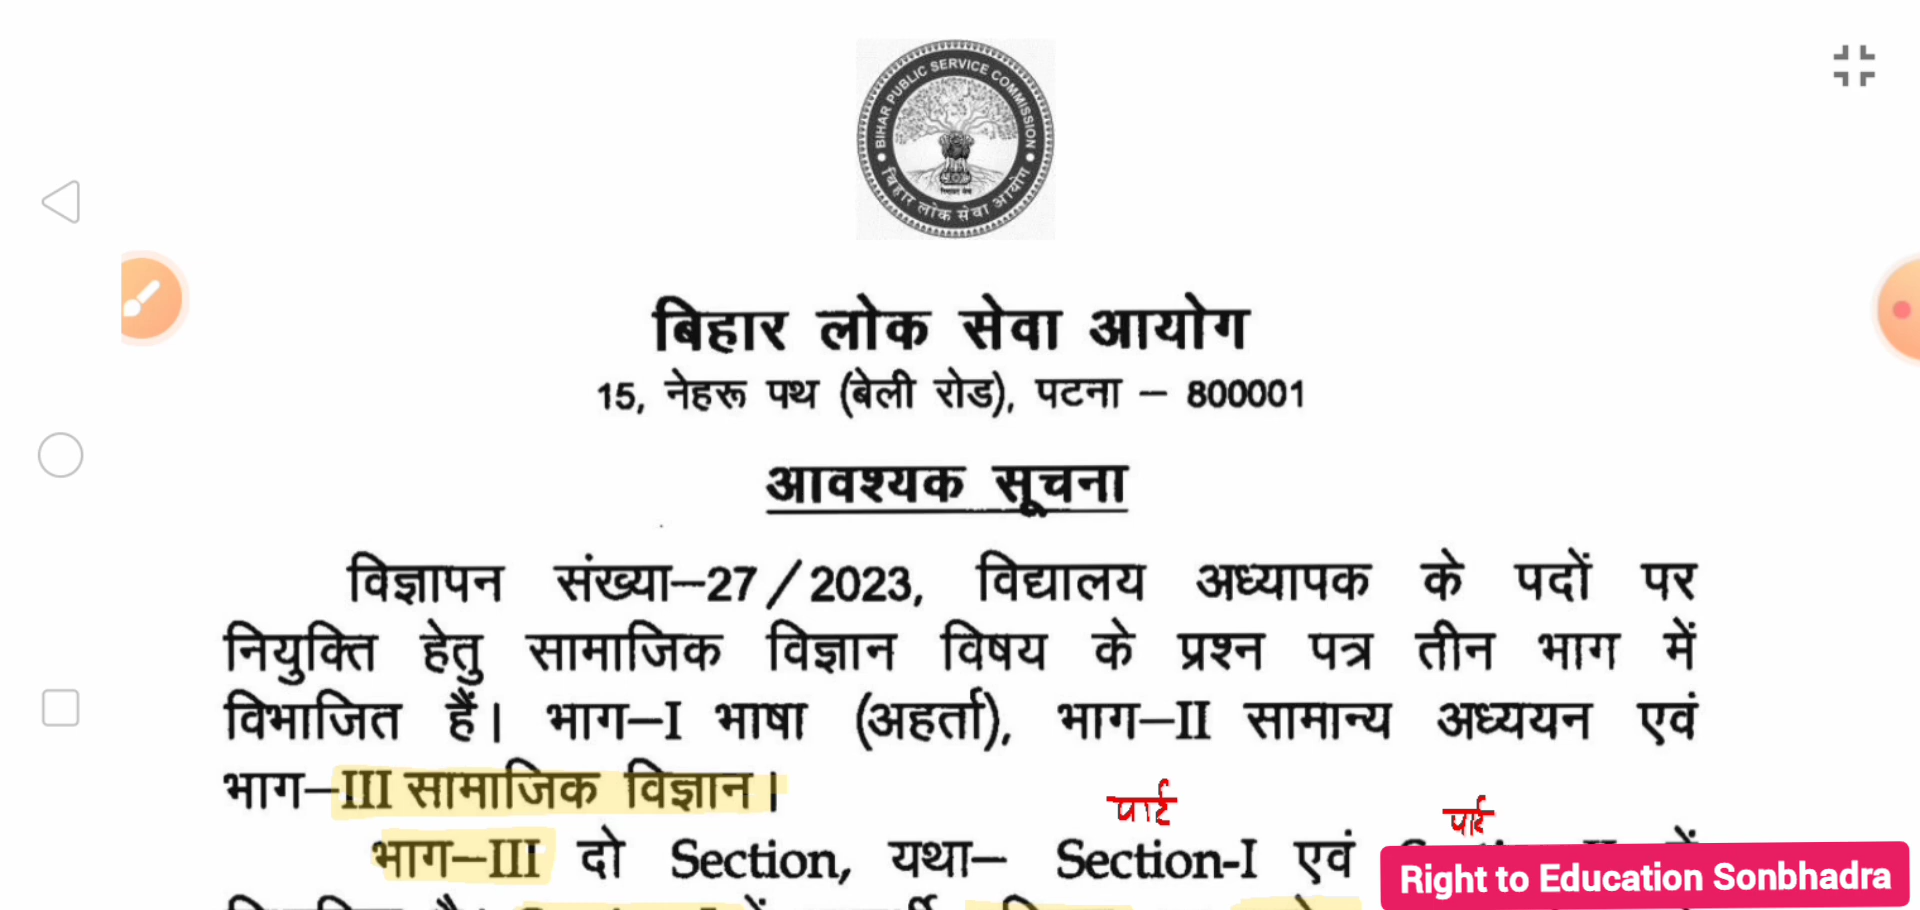 BIHAR PUBLIC SERVICE COMMISSION
बिहार लोक सेवा आयोग
बिहार लोक सेवा आयोग
15, नेहरू पथ (बेली रोड), पटना – 800001
आवश्यक सूचना
विज्ञापन संख्या–27/2023, विद्यालय अध्यापक के पदों पर
नियुक्ति हेतु सामाजिक विज्ञान विषय के प्रश्न पत्र तीन भाग में
विभाजित हैं। भाग–I भाषा (अहर्ता), भाग–II सामान्य अध्ययन एवं
भाग–III सामाजिक विज्ञान।
पार्ट पार्ट
भाग–III दो Section, यथा– Section-I एवं में
Right to Education Sonbhadra